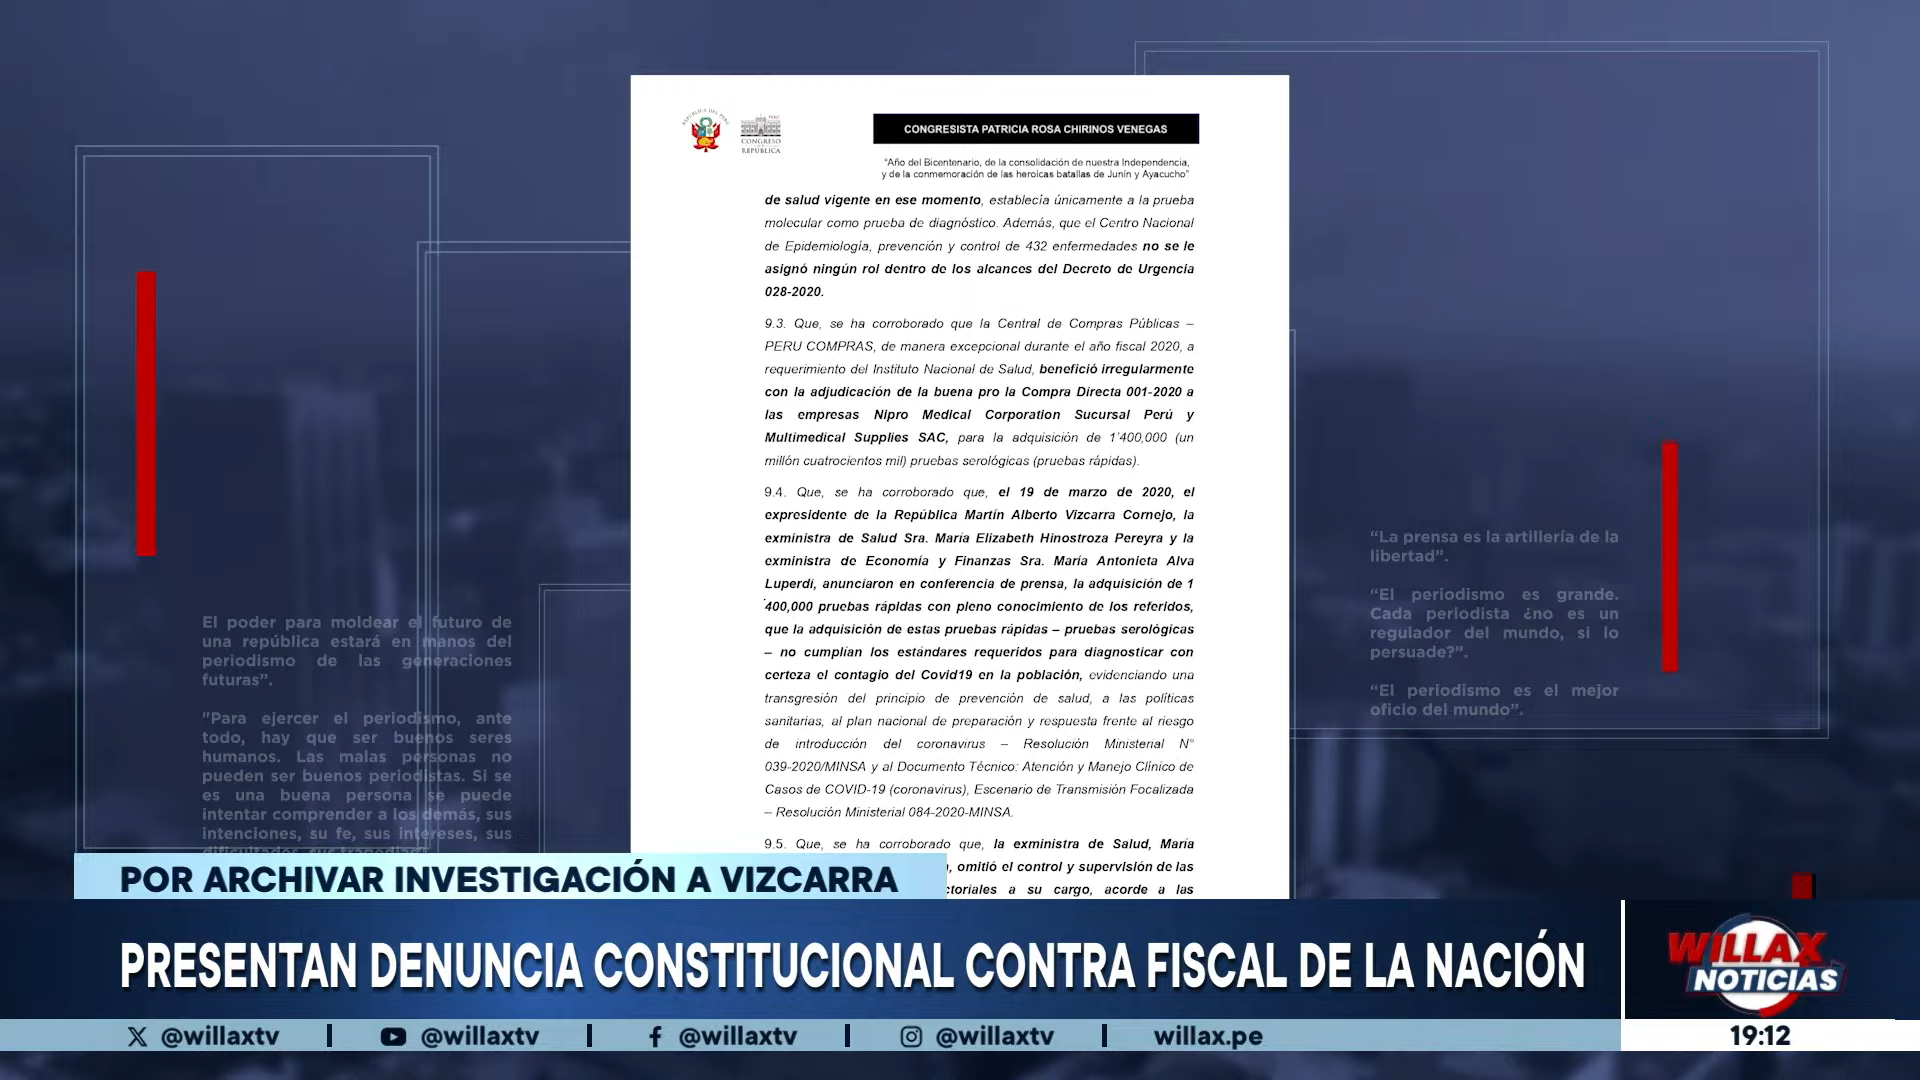 REPÚBLICA DEL PERÚ
PERÚ
CONGRESO
REPÚBLICA
CONGRESISTA PATRICIA ROSA CHIRINOS VENEGAS
“Año del Bicentenario, de la consolidación de nuestra Independencia,
y de la conmemoración de las heroicas batallas de Junín y Ayacucho”
de salud vigente en ese momento, establecía únicamente a la prueba
molecular como prueba de diagnóstico. Además, que el Centro Nacional
de Epidemiología, prevención y control de 432 enfermedades no se le
asignó ningún rol dentro de los alcances del Decreto de Urgencia
028-2020.
9.3. Que, se ha corroborado que la Central de Compras Públicas –
PERU COMPRAS, de manera excepcional durante el año fiscal 2020, a
requerimiento del Instituto Nacional de Salud, benefició irregularmente
con la adjudicación de la buena pro la Compra Directa 001-2020 a
las empresas Nipro Medical Corporation Sucursal Perú y
Multimedical Supplies SAC, para la adquisición de 1’400,000 (un
millón cuatrocientos mil) pruebas serológicas (pruebas rápidas).
9.4. Que, se ha corroborado que, el 19 de marzo de 2020, el
expresidente de la República Martín Alberto Vizcarra Cornejo, la
exministra de Salud Sra. María Elizabeth Hinostroza Pereyra y la
exministra de Economía y Finanzas Sra. María Antonieta Alva
Luperdi, anunciaron en conferencia de prensa, la adquisición de 1
400,000 pruebas rápidas con pleno conocimiento de los referidos,
que la adquisición de estas pruebas rápidas – pruebas serológicas
– no cumplían los estándares requeridos para diagnosticar con
certeza el contagio del Covid19 en la población, evidenciando una
transgresión del principio de prevención de salud, a las políticas
sanitarias, al plan nacional de preparación y respuesta frente al riesgo
de introducción del coronavirus – Resolución Ministerial N°
039-2020/MINSA y al Documento Técnico: Atención y Manejo Clínico de
Casos de COVID-19 (coronavirus), Escenario de Transmisión Focalizada
– Resolución Ministerial 084-2020-MINSA.
9.5. Que, se ha corroborado que, la exministra de Salud, María
, omitió el control y supervisión de las
ctoriales a su cargo, acorde a las
El poder para moldear el futuro de
una república estará en manos del
periodismo de las generaciones
futuras”.
"Para ejercer el periodismo, ante
todo, hay que ser buenos seres
humanos. Las malas personas no
pueden ser buenos periodistas. Si se
es una buena persona se puede
intentar comprender a los demás, sus
intenciones, su fe, sus intereses, sus
dificultades, sus tragedias"
“La prensa es la artillería de la
libertad”.
“El periodismo es grande.
Cada periodista ¿no es un
regulador del mundo, si lo
persuade?”.
“El periodismo es el mejor
oficio del mundo”.
POR ARCHIVAR INVESTIGACIÓN A VIZCARRA
PRESENTAN DENUNCIA CONSTITUCIONAL CONTRA FISCAL DE LA NACIÓN
WILLAX
NOTICIAS
@willaxtv | @willaxtv | @willaxtv | @willaxtv | willax.pe
19:12